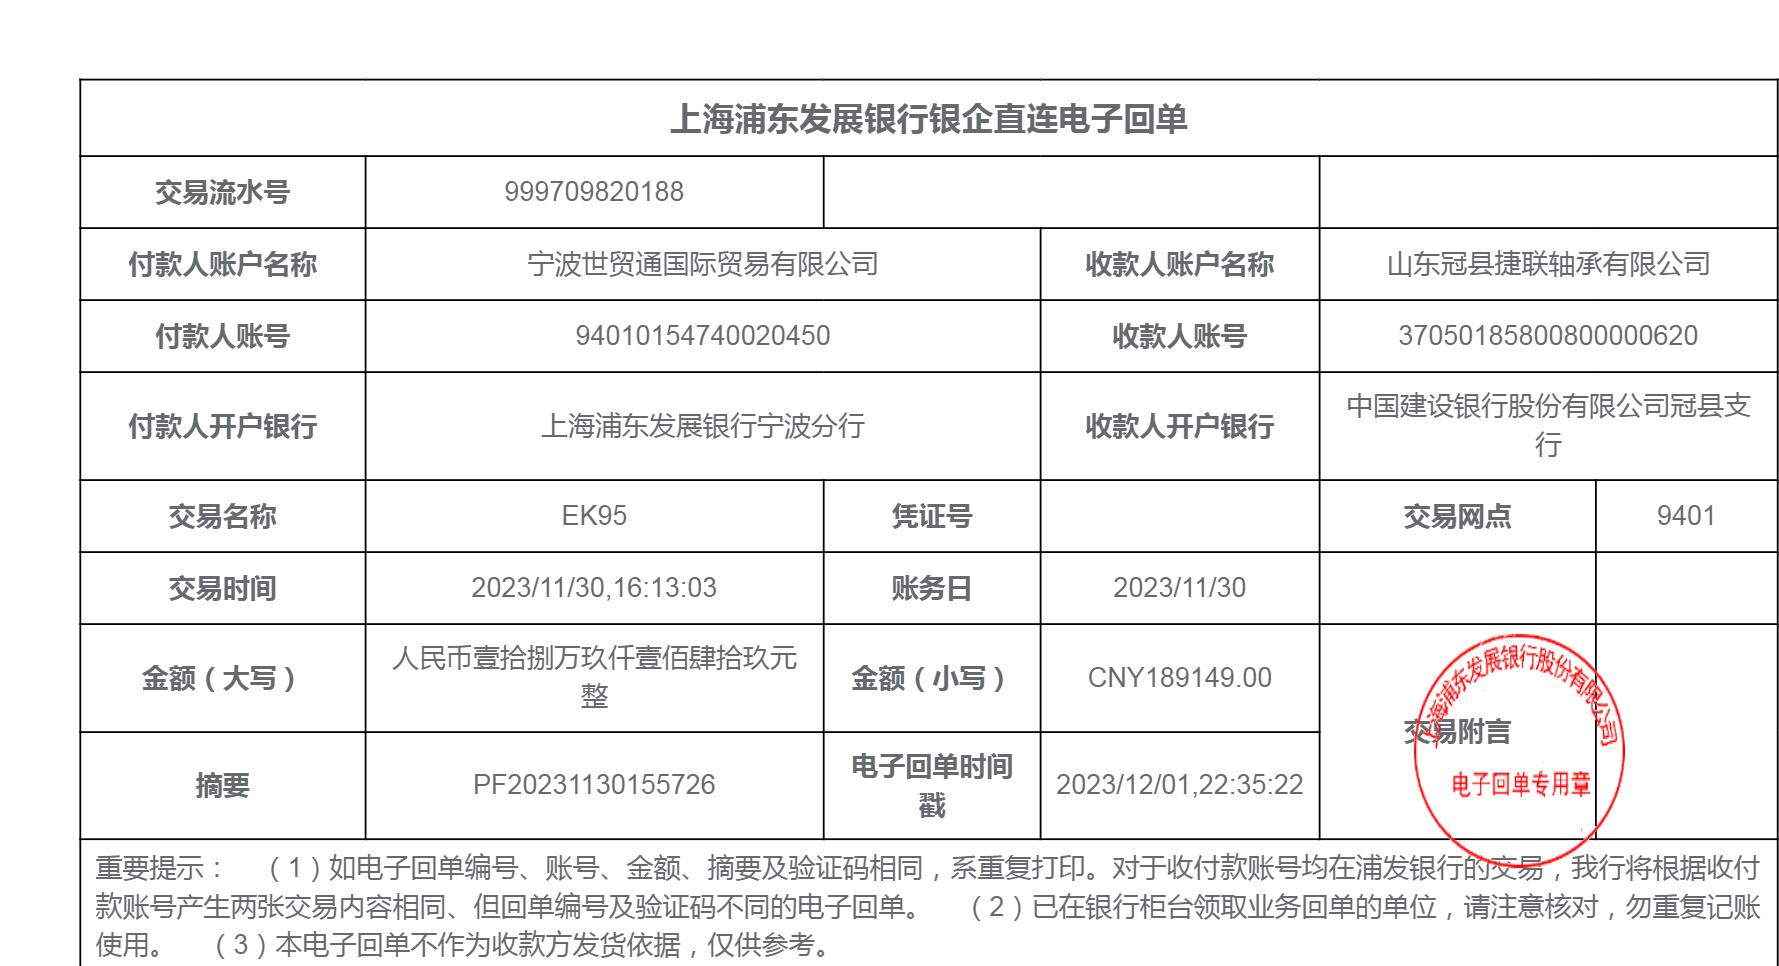 上海浦东发展银行银企直连电子回单
交易流水号 999709820188
付款人账户名称 宁波世贸通国际贸易有限公司 收款人账户名称 山东冠县捷联轴承有限公司
付款人账号 94010154740020450 收款人账号 37050185800800000620
付款人开户银行 上海浦东发展银行宁波分行 收款人开户银行 中国建设银行股份有限公司冠县支
行
交易名称 EK95 凭证号 交易网点 9401
交易时间 2023/11/30,16:13:03 账务日 2023/11/30
金额（大写） 人民币壹拾捌万玖仟壹佰肆拾玖元
整 金额（小写） CNY189149.00
交易附言
上海浦东发展银行股份有限公司
电子回单专用章
摘要 PF20231130155726 电子回单时间
戳 2023/12/01,22:35:22
重要提示： （1）如电子回单编号、账号、金额、摘要及验证码相同，系重复打印。对于收付款账号均在浦发银行的交易，我行将根据收付
款账号产生两张交易内容相同、但回单编号及验证码不同的电子回单。 （2）已在银行柜台领取业务回单的单位，请注意核对，勿重复记账
使用。 （3）本电子回单不作为收款方发货依据，仅供参考。